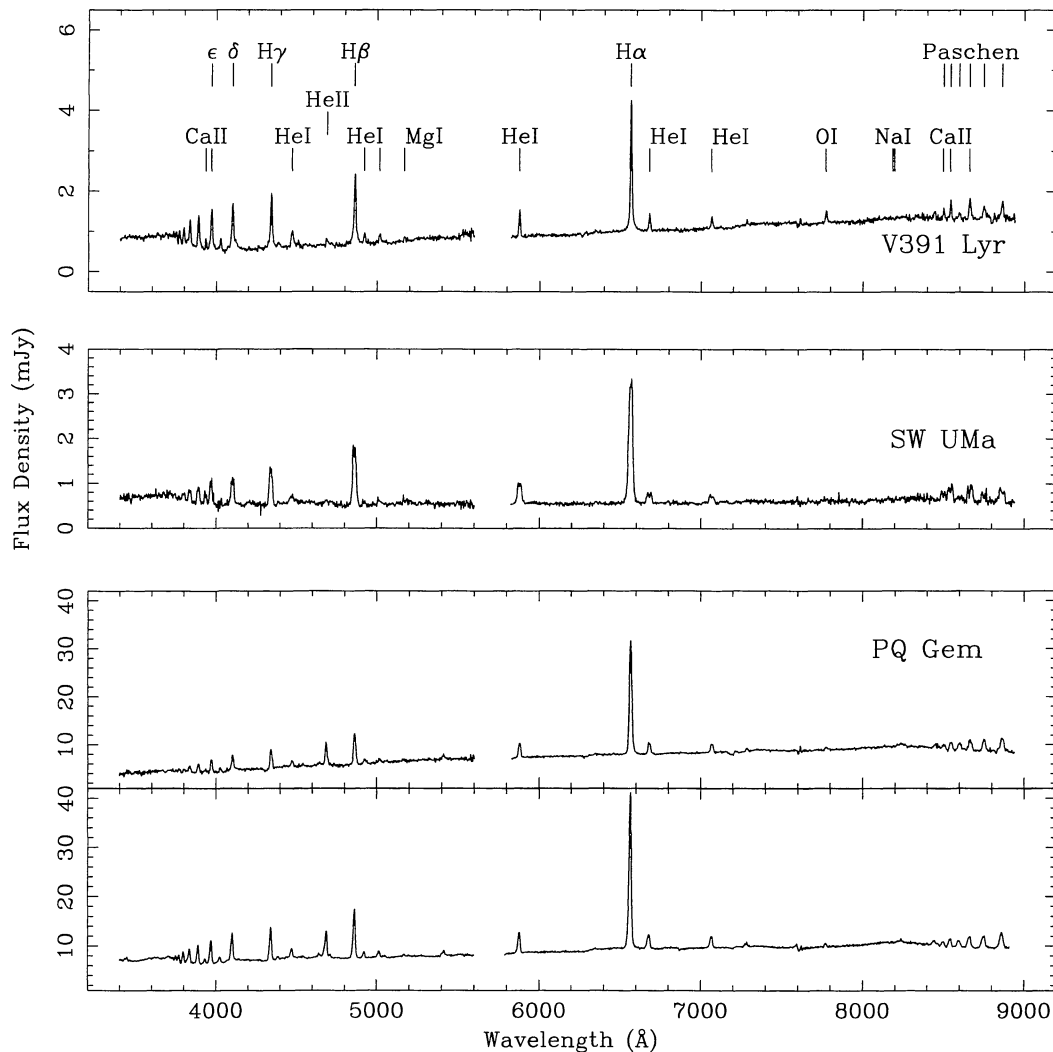 6
ϵ δ Hγ Hβ Hα Paschen
HeII
4
CaII HeI HeI MgI HeI HeI HeI OI NaI CaII
2
0
V391 Lyr
Flux Density (mJy)
4
3
2
1
0
SW UMa
40
30
20
10
PQ Gem
40
30
20
10
4000 5000 6000 7000 8000 9000
Wavelength (Å)